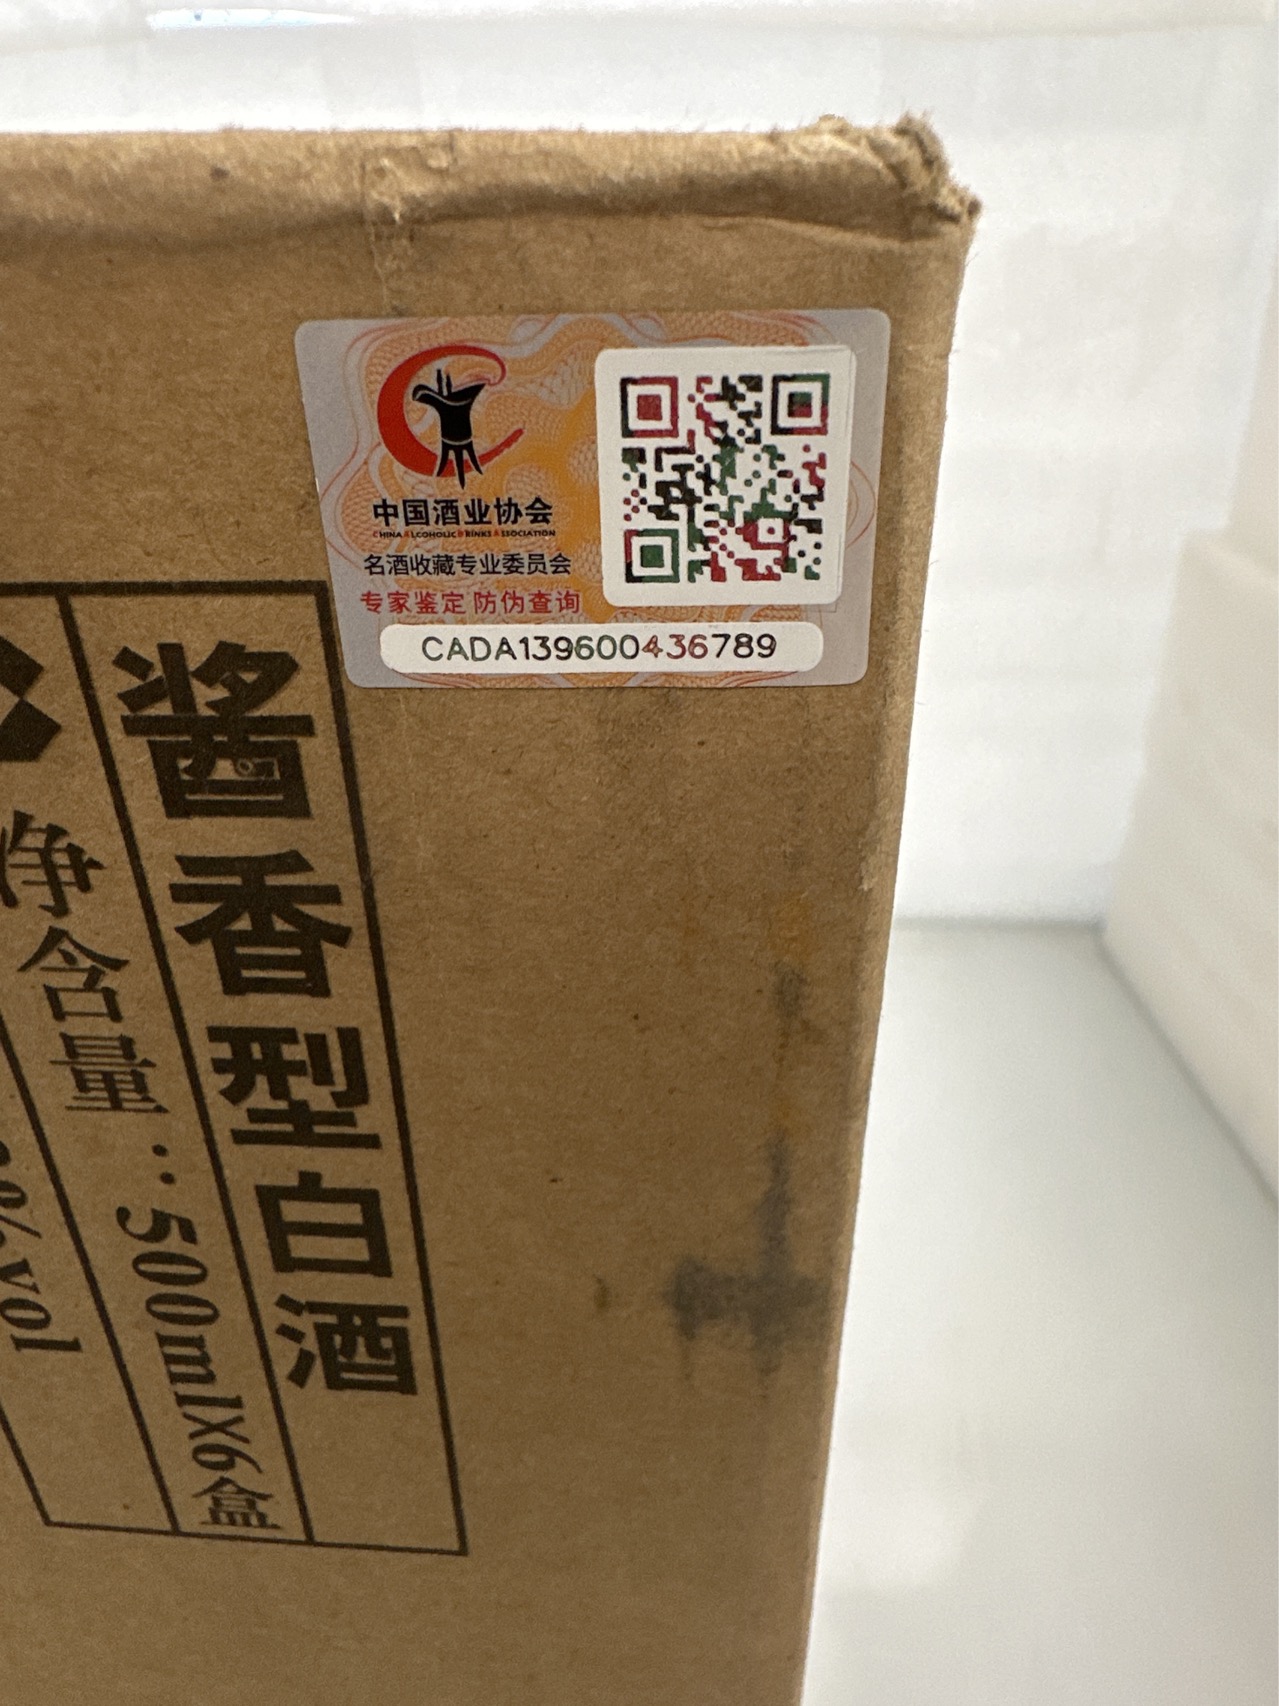 中国酒业协会
CHINA ALCOHOLIC DRINKS ASSOCIATION
名酒收藏专业委员会
专家鉴定 防伪查询
CADA139600436789
酱香型白酒
净含量：500mlX6盒
%vol